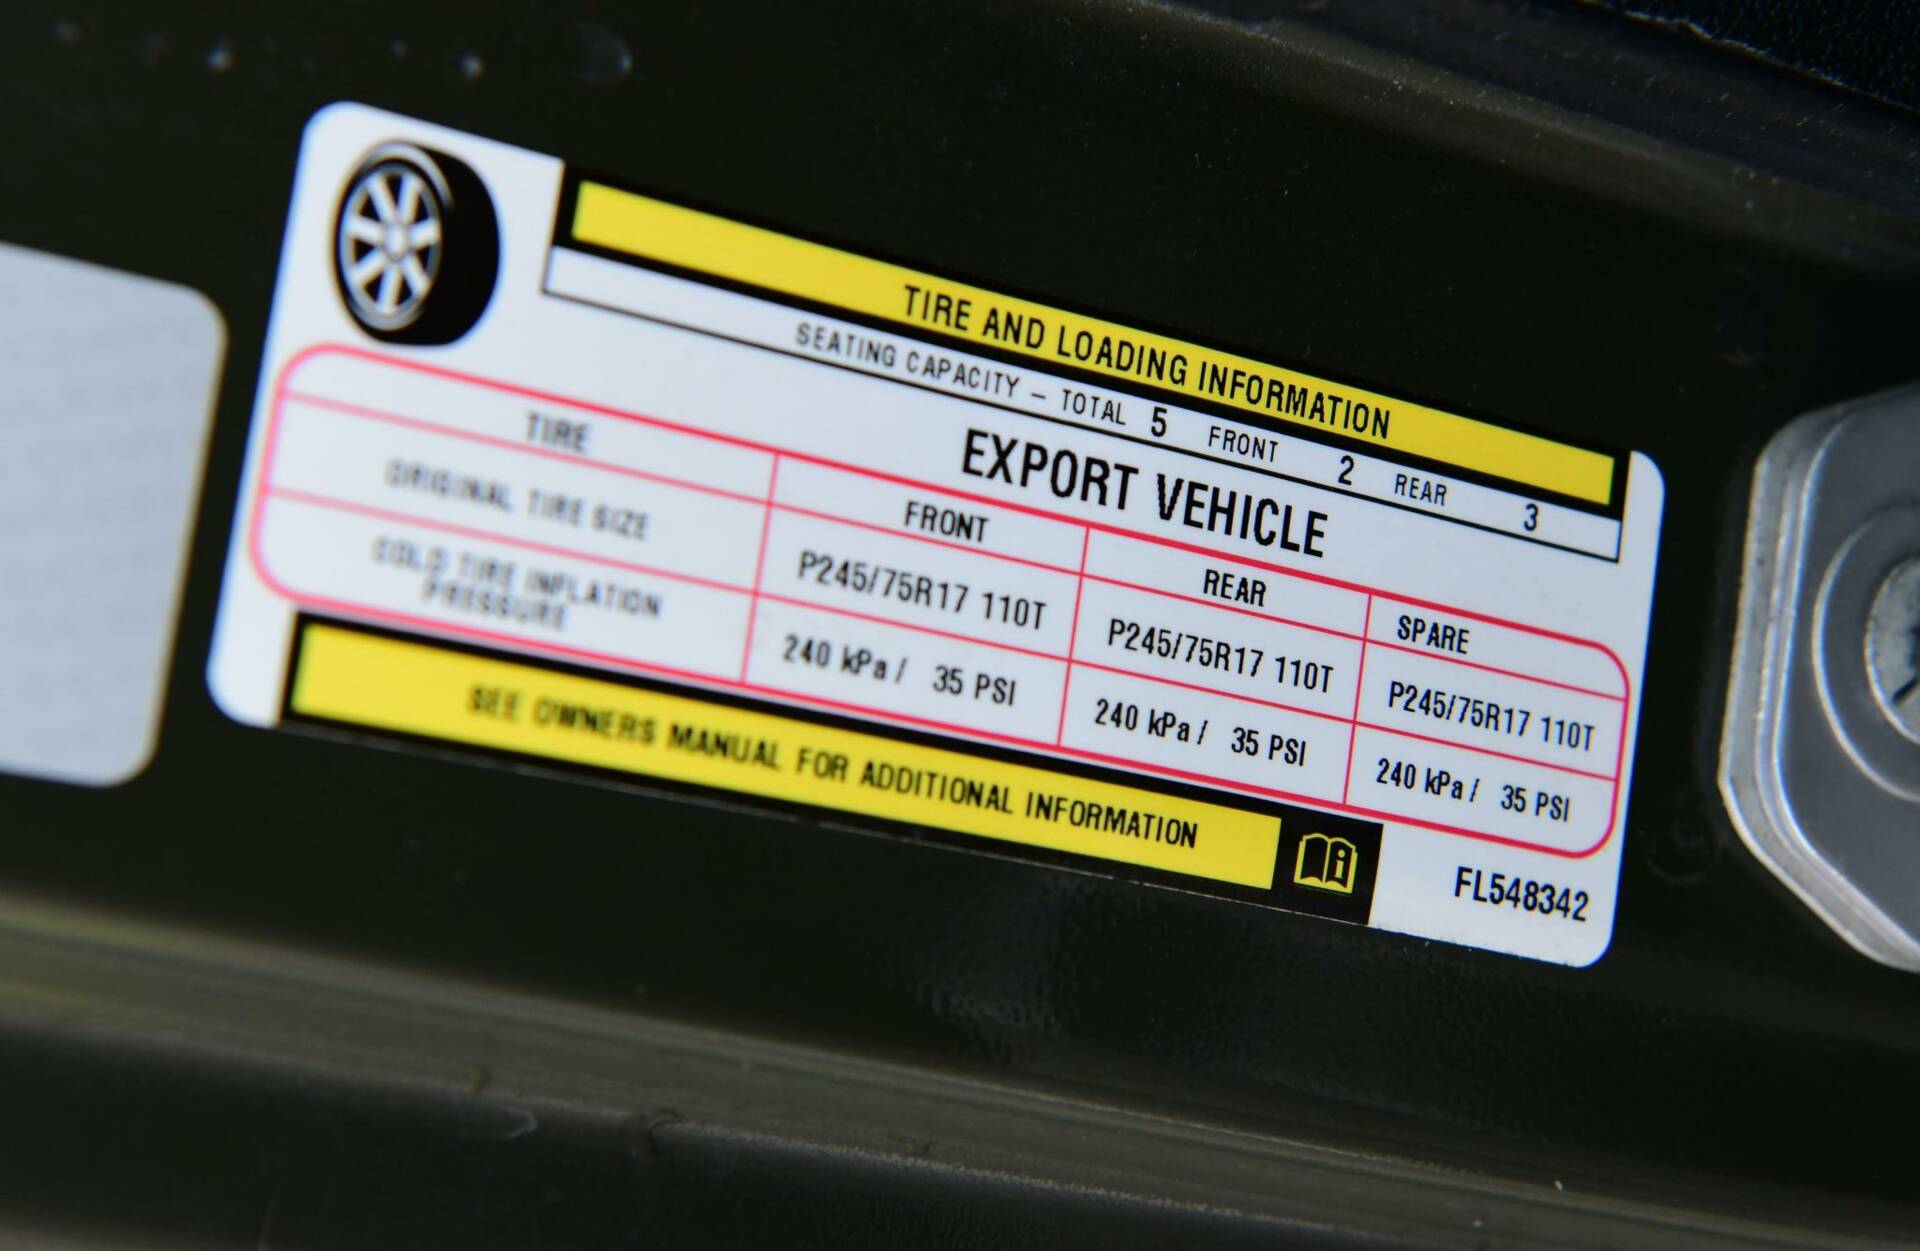 TIRE AND LOADING INFORMATION
SEATING CAPACITY – TOTAL 5 FRONT 2 REAR 3
EXPORT VEHICLE
TIRE FRONT REAR SPARE
ORIGINAL TIRE SIZE P245/75R17 110T P245/75R17 110T P245/75R17 110T
COLD TIRE INFLATION
PRESSURE 240 kPa / 35 PSI 240 kPa / 35 PSI 240 kPa / 35 PSI
SEE OWNERS MANUAL FOR ADDITIONAL INFORMATION
FL548342